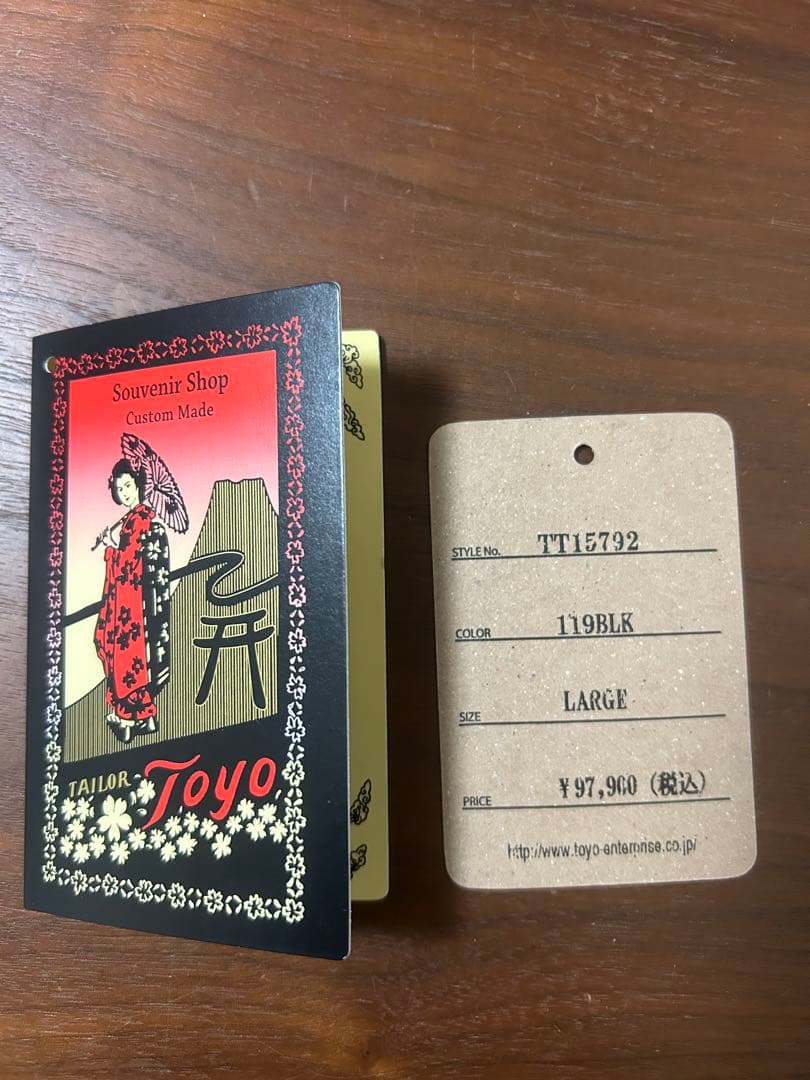 Souvenir Shop
Custom Made
TAILOR Toyo
STYLE No. TT15792
COLOR 119BLK
SIZE LARGE
PRICE ¥97,900 (税込)
http://www.toyo-enterprise.co.jp/